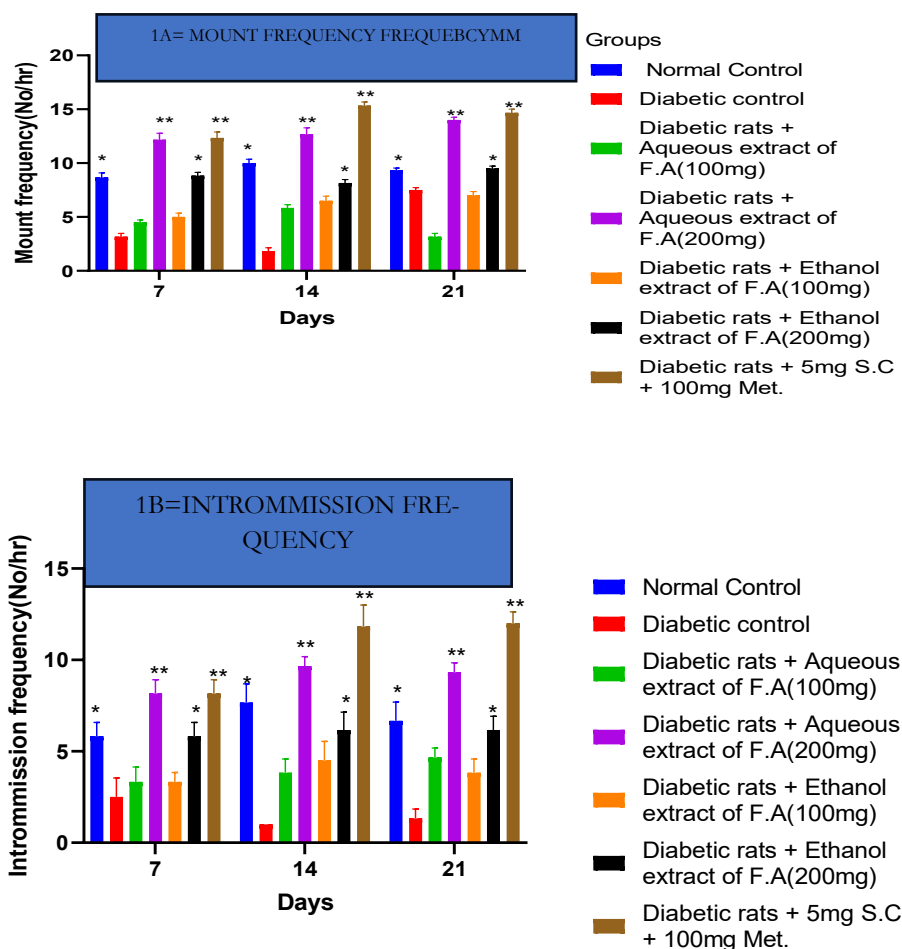 1A= MOUNT FREQUENCY FREQUEBCYMM
Groups
Normal Control
Diabetic control
Diabetic rats +
Aqueous extract of
F.A(100mg)
Diabetic rats +
Aqueous extract of
F.A(200mg)
Diabetic rats + Ethanol
extract of F.A(100mg)
Diabetic rats + Ethanol
extract of F.A(200mg)
Diabetic rats + 5mg S.C
+ 100mg Met.
Mount frequency(No/hr)
20
15
10
5
0
* ** * **
* ** * **
* ** * **
7 14 21
Days
1B=INTROMMISSION FRE-
QUENCY
Intrommission frequency(No/hr)
15
10
5
0
* ** * **
* ** * **
* ** * **
7 14 21
Days
Normal Control
Diabetic control
Diabetic rats + Aqueous
extract of F.A(100mg)
Diabetic rats + Aqueous
extract of F.A(200mg)
Diabetic rats + Ethanol
extract of F.A(100mg)
Diabetic rats + Ethanol
extract of F.A(200mg)
Diabetic rats + 5mg S.C
+ 100mg Met.